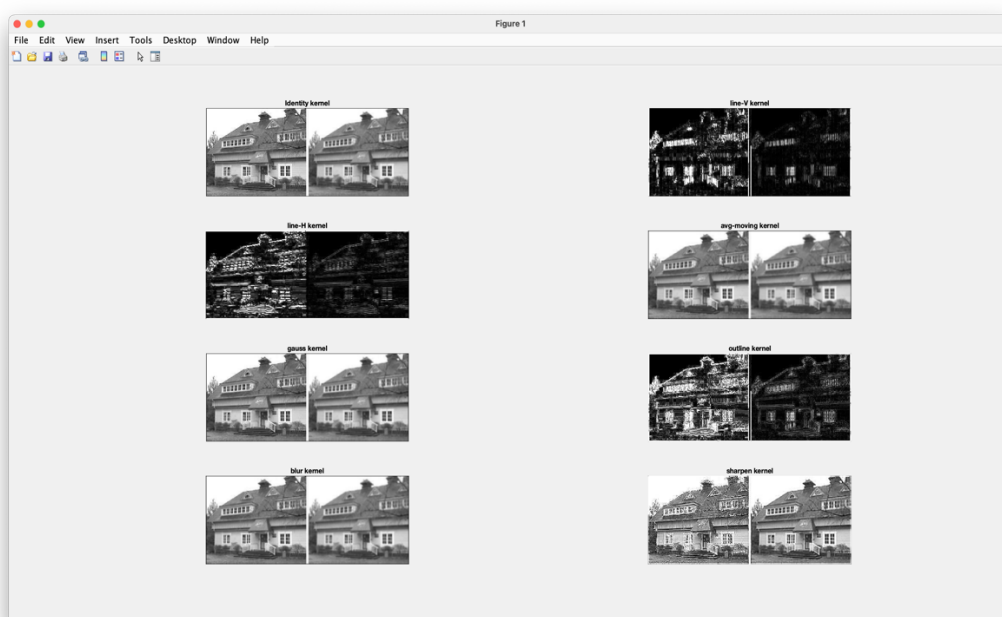 Figure 1
File Edit View Insert Tools Desktop Window Help
Identity kernel
line-V kernel
line-H kernel
avg-moving kernel
gauss kernel
outline kernel
blur kernel
sharpen kernel